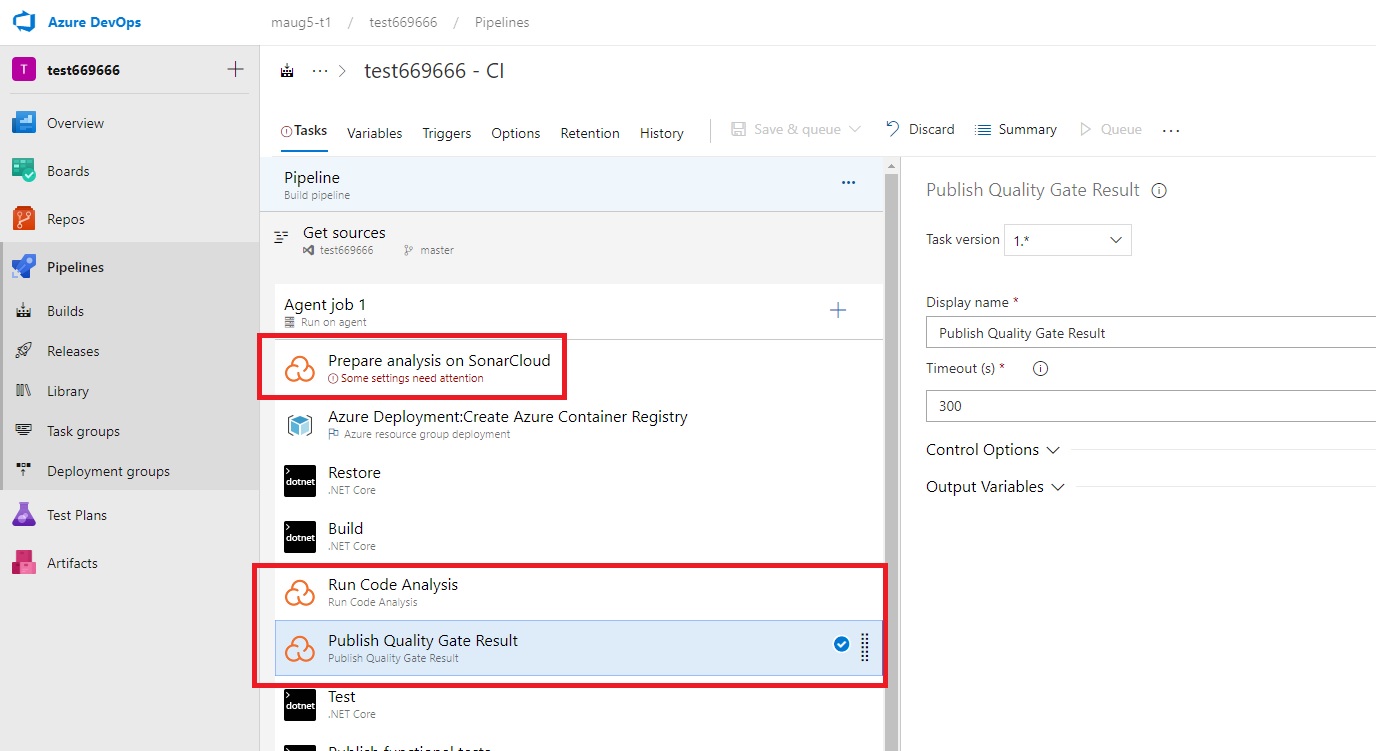 Azure DevOps
maug5-t1 / test669666 / Pipelines
T test669666
Overview
Boards
Repos
Pipelines
Builds
Releases
Library
Task groups
Deployment groups
Test Plans
Artifacts
... > test669666 - CI
Tasks Variables Triggers Options Retention History Save & queue Discard Summary Queue ...
Pipeline
Build pipeline
...
Get sources
test669666 master
Agent job 1
Run on agent
Prepare analysis on SonarCloud
Some settings need attention
Azure Deployment:Create Azure Container Registry
Azure resource group deployment
dotnet
Restore
.NET Core
dotnet
Build
.NET Core
Run Code Analysis
Run Code Analysis
Publish Quality Gate Result
Publish Quality Gate Result
dotnet
Test
.NET Core
Publish functional tests
Publish Quality Gate Result
Task version 1.*
Display name *
Publish Quality Gate Result
Timeout (s) *
300
Control Options
Output Variables